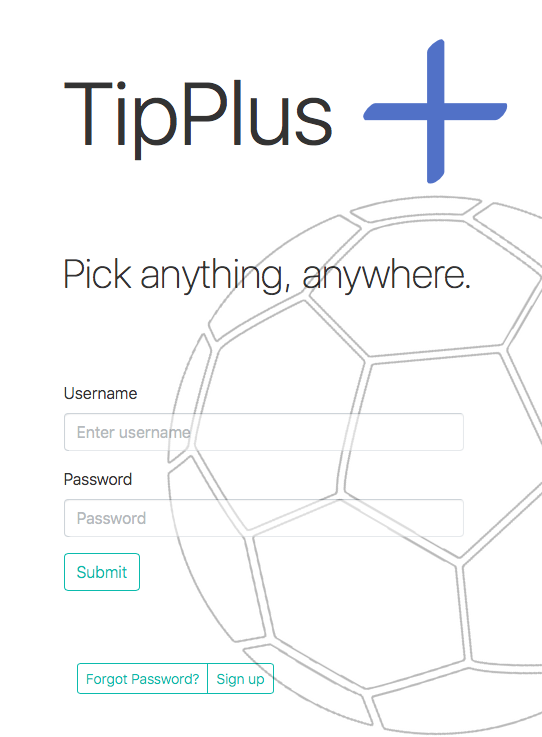 TipPlus
Pick anything, anywhere.
Username
Enter username
Password
Password
Submit
Forgot Password? Sign up